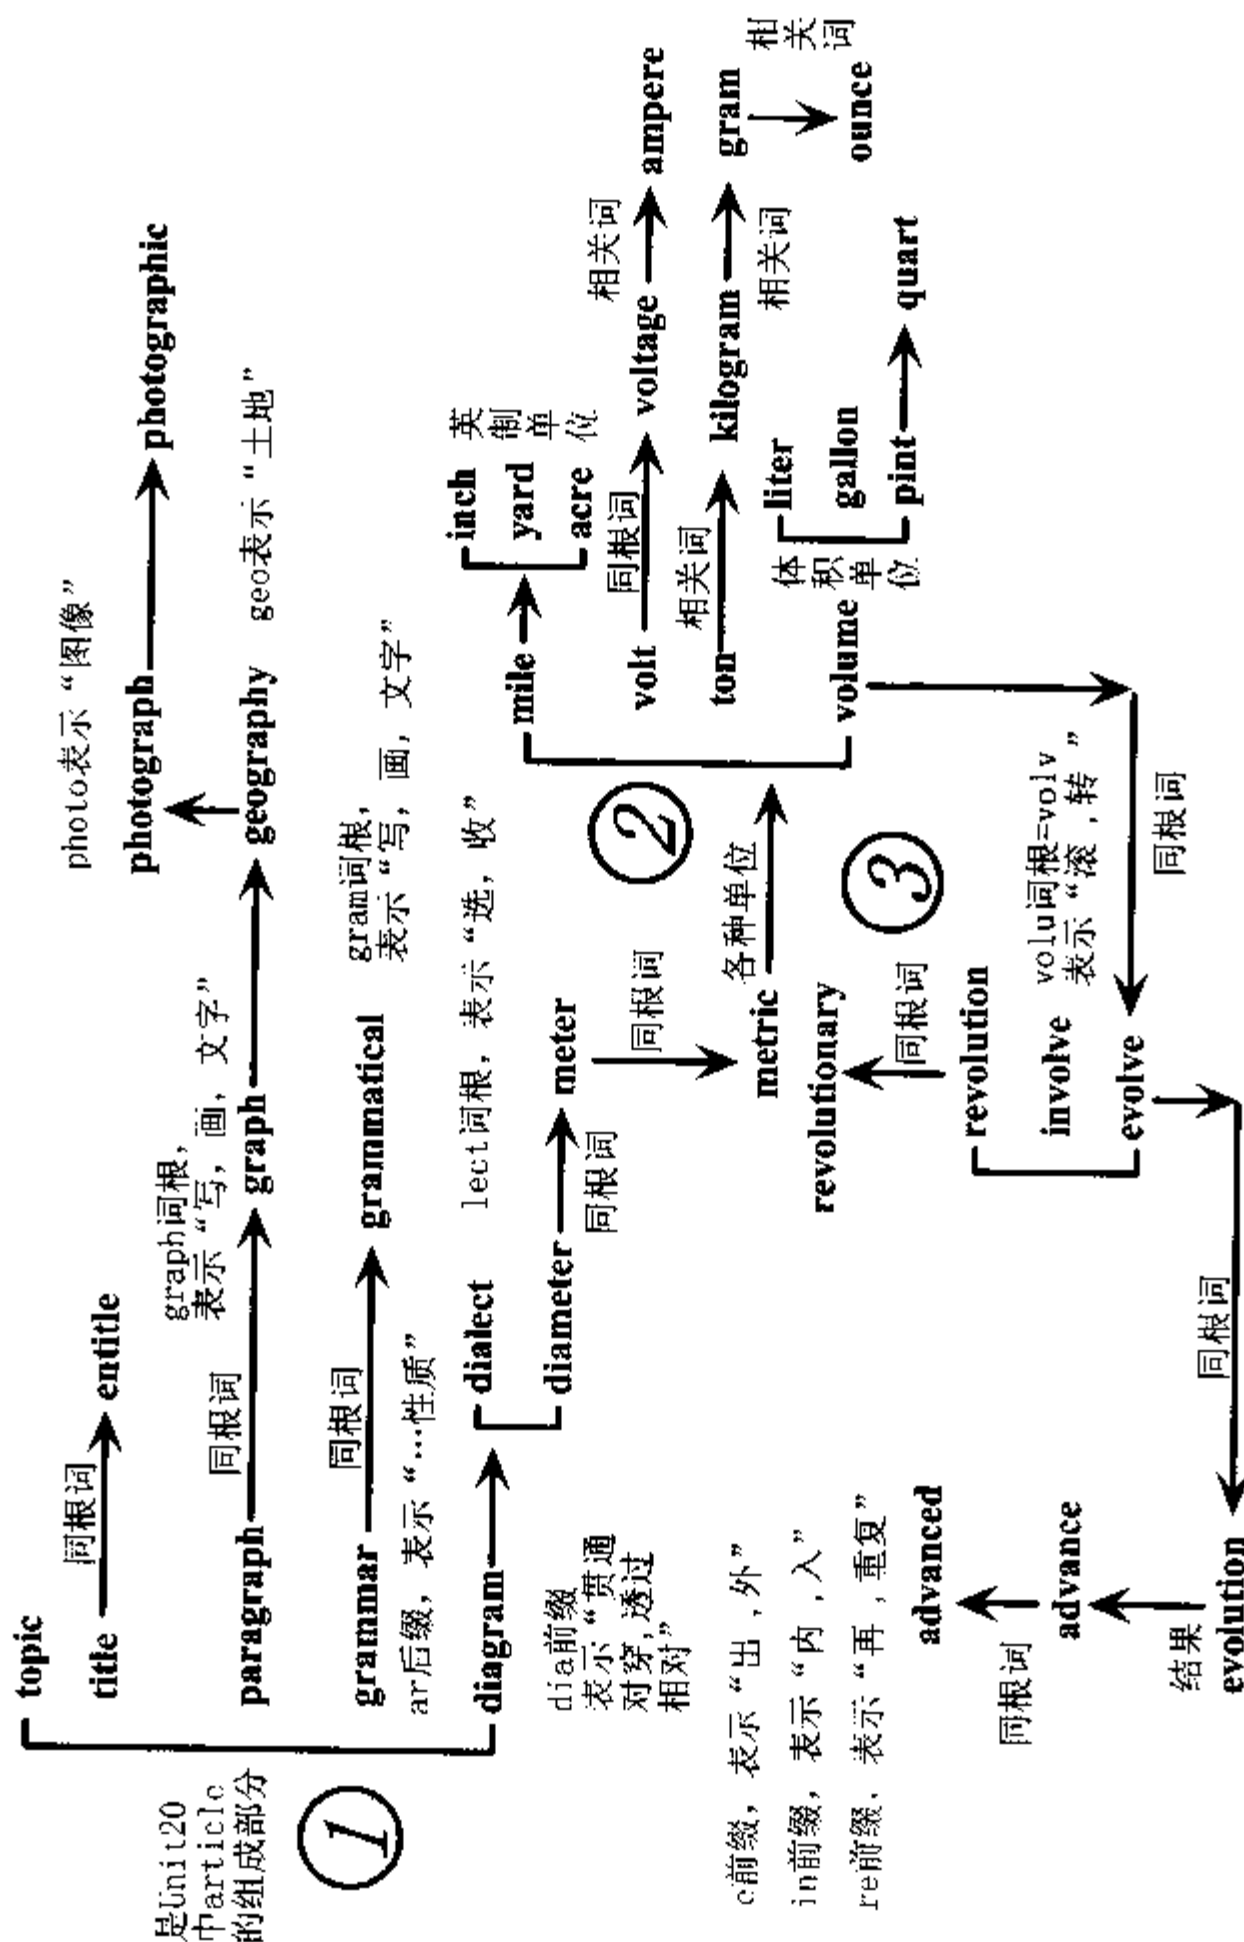 是Unit20
中article
的组成部分
1
topic
title
同根词
entitle
paragraph
同根词
graph词根，
表示“写，画，文字”
graph
geography
geo表示“土地”
photo表示“图像”
photograph
photographic
grammar
同根词
grammatical
gram词根，
表示“写，画，文字”
ar后缀，表示“…性质”
diagram
dia前缀
表示“贯通
对穿，透过
相对”
dialect
lect词根，表示“选，收”
diameter
同根词
meter
同根词
metric
各种单位
2
mile
inch
yard
acre
英制单位
volt
同根词
voltage
相关词
ampere
ton
相关词
kilogram
相关词
gram
相关词
ounce
volume
体积单位
liter
gallon
pint
quart
3
同根词
volu词根=volv
表示“滚，转”
revolutionary
同根词
revolution
involve
evolve
同根词
evolution
结果
advance
同根词
advanced
e前缀，表示“出，外”
in前缀，表示“内，入”
re前缀、表示“再，重复”